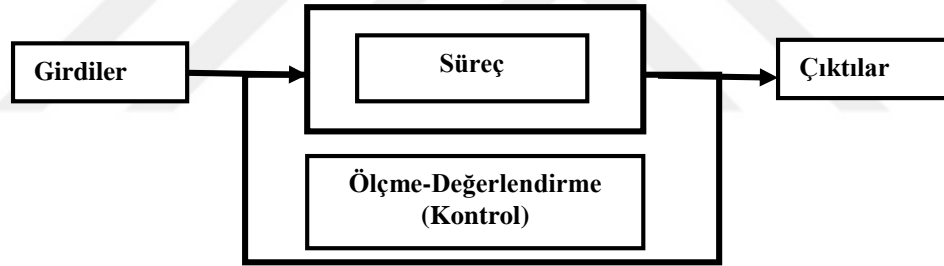 Girdiler
Süreç
Çıktılar
Ölçme-Değerlendirme
(Kontrol)